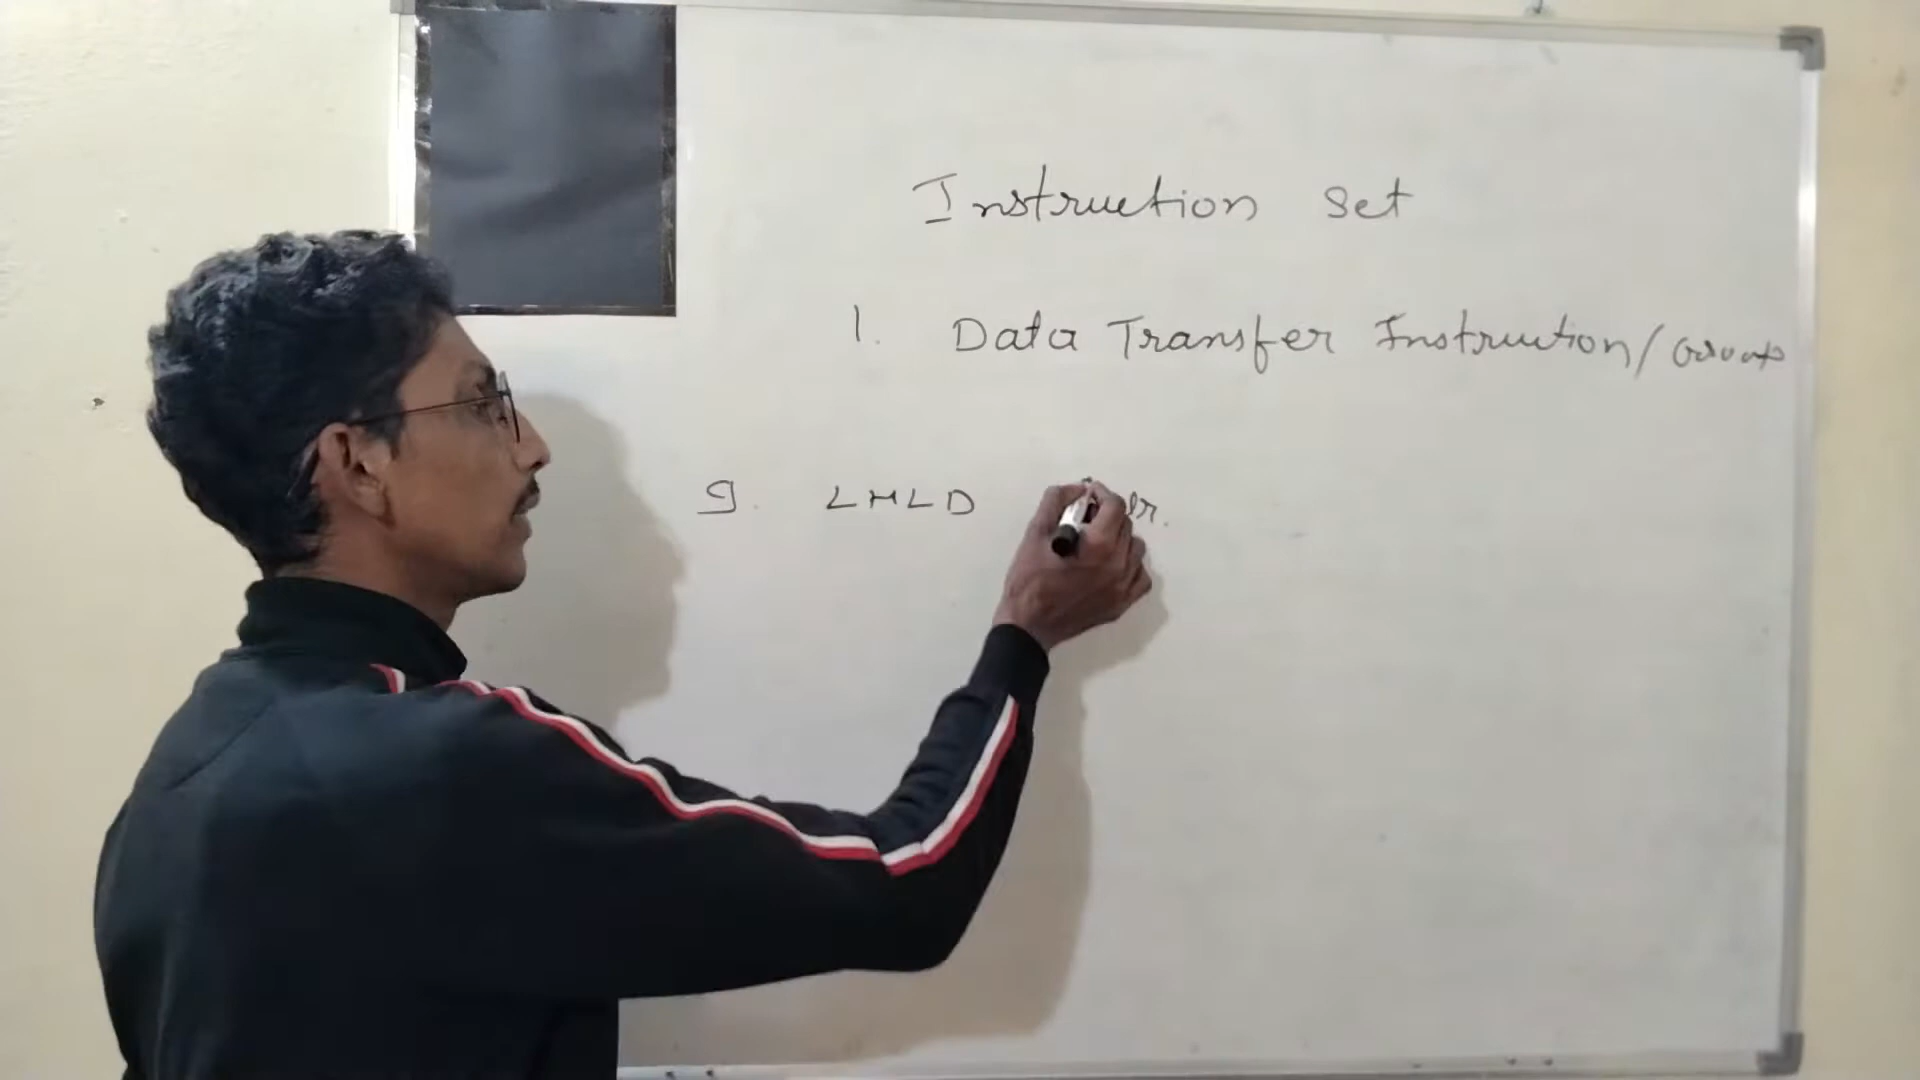 Instruction Set
1. Data Transfer Instruction/Group
9. LHLD